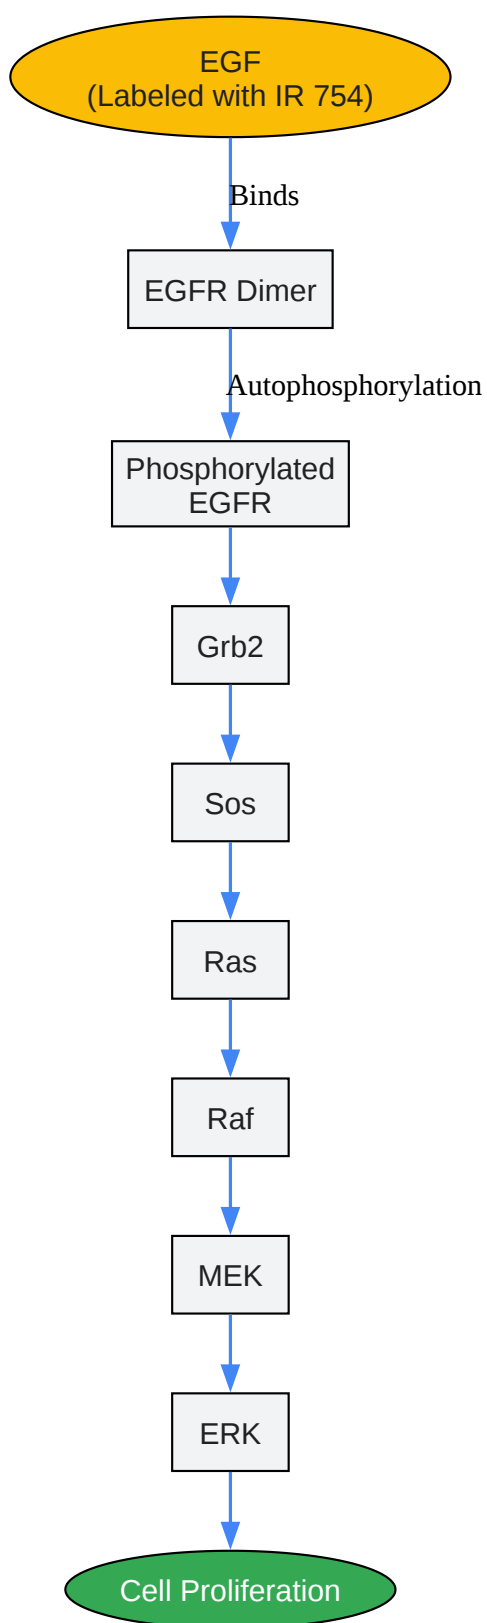 EGF
(Labeled with IR 754)
Binds
EGFR Dimer
Autophosphorylation
Phosphorylated
EGFR
Grb2
Sos
Ras
Raf
MEK
ERK
Cell Proliferation